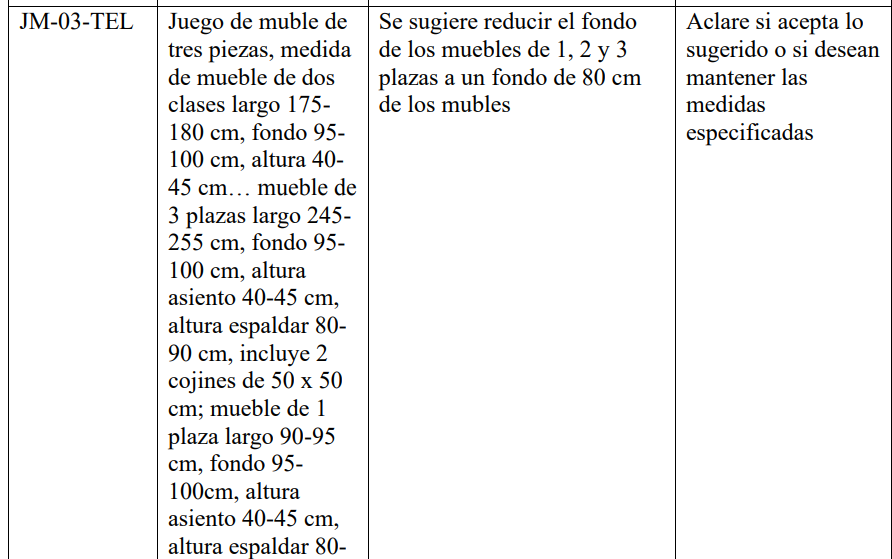 JM-03-TEL
Juego de muble de
tres piezas, medida
de mueble de dos
clases largo 175-
180 cm, fondo 95-
100 cm, altura 40-
45 cm… mueble de
3 plazas largo 245-
255 cm, fondo 95-
100 cm, altura
asiento 40-45 cm,
altura espaldar 80-
90 cm, incluye 2
cojines de 50 x 50
cm; mueble de 1
plaza largo 90-95
cm, fondo 95-
100cm, altura
asiento 40-45 cm,
altura espaldar 80-
Se sugiere reducir el fondo
de los muebles de 1, 2 y 3
plazas a un fondo de 80 cm
de los mubles
Aclare si acepta lo
sugerido o si desean
mantener las
medidas
especificadas